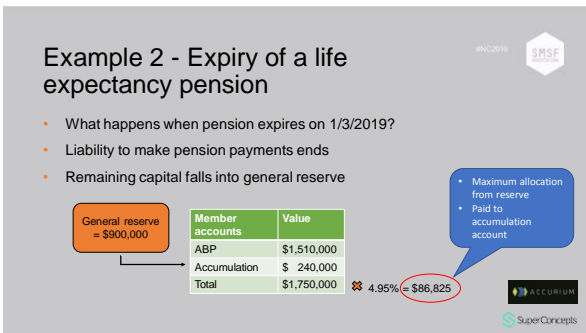 #NC2019
SMSF
ASSOCIATION
Example 2 - Expiry of a life
expectancy pension
• What happens when pension expires on 1/3/2019?
• Liability to make pension payments ends
• Remaining capital falls into general reserve
• Maximum allocation
from reserve
• Paid to
accumulation
account
General reserve
= $900,000
Member accounts Value
ABP $1,510,000
Accumulation $ 240,000
Total $1,750,000
✖ 4.95% = $86,825
ACCURIUM
SuperConcepts